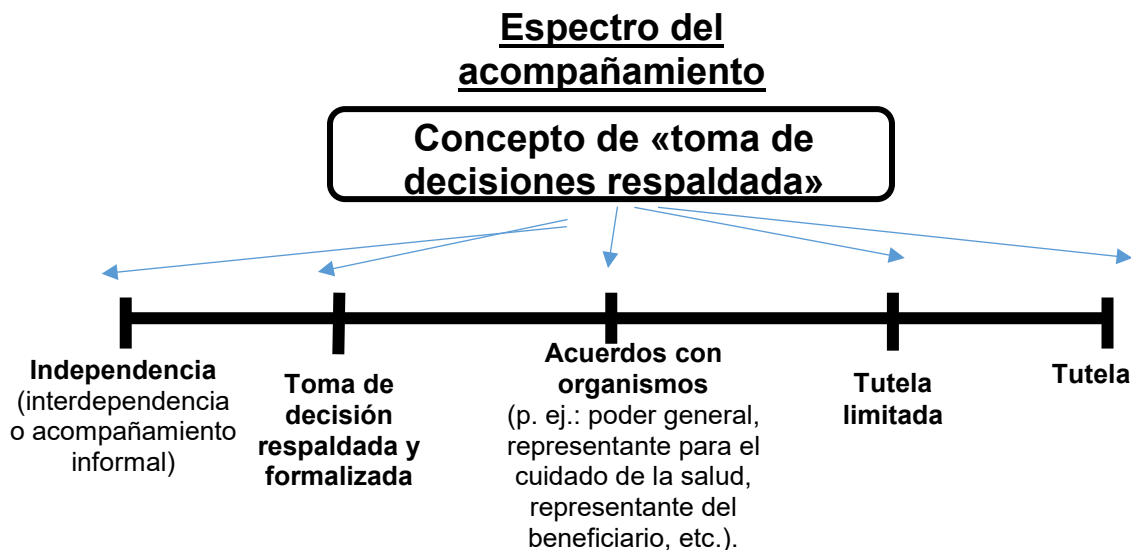 Espectro del
acompañamiento
Concepto de «toma de
decisiones respaldada»
Independencia
(interdependencia
o acompañamiento
informal)
Toma de
decisión
respaldada y
formalizada
Acuerdos con
organismos
(p. ej.: poder general,
representante para el
cuidado de la salud,
representante del
beneficiario, etc.).
Tutela
limitada
Tutela